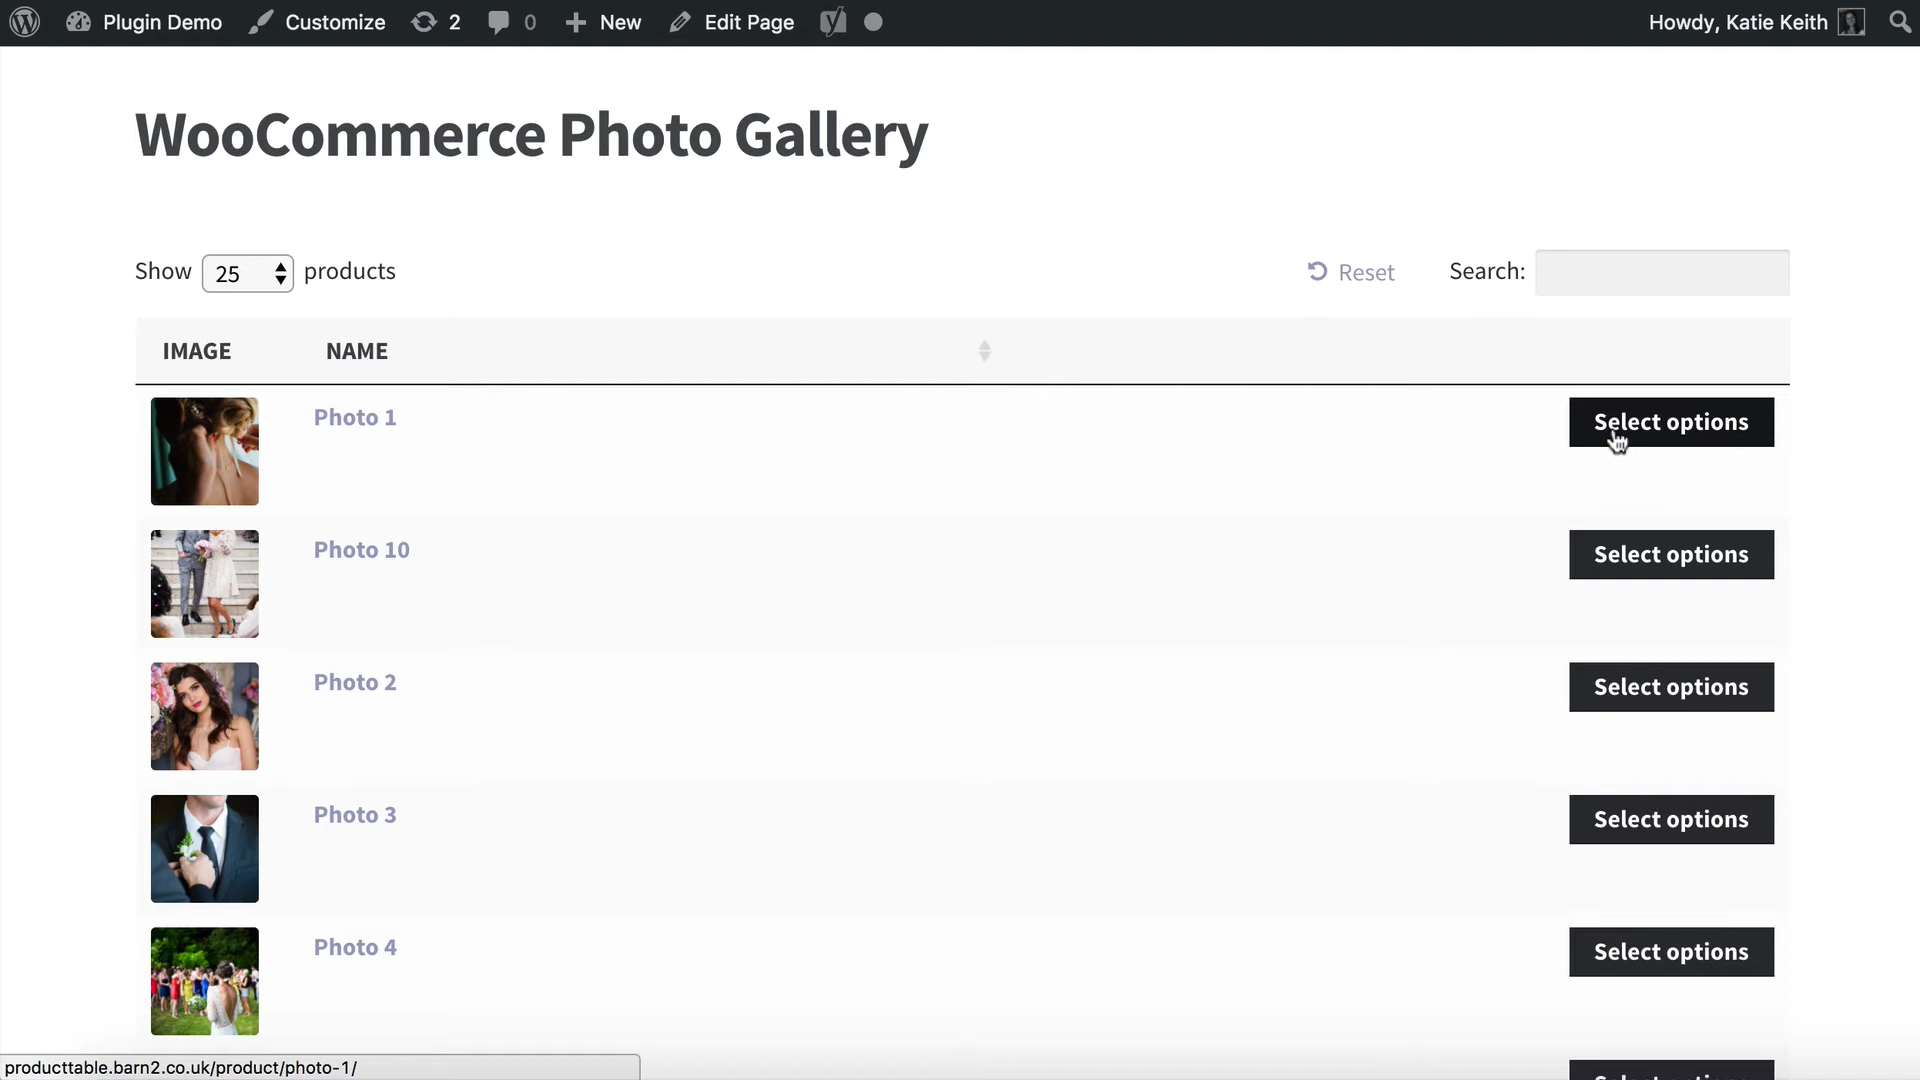 Plugin Demo Customize 2 0 New Edit Page Howdy, Katie Keith
WooCommerce Photo Gallery
Show 25 products Reset Search:
IMAGE NAME
Photo 1 Select options
Photo 10 Select options
Photo 2 Select options
Photo 3 Select options
Photo 4 Select options
Select options
producttable.barn2.co.uk/product/photo-1/